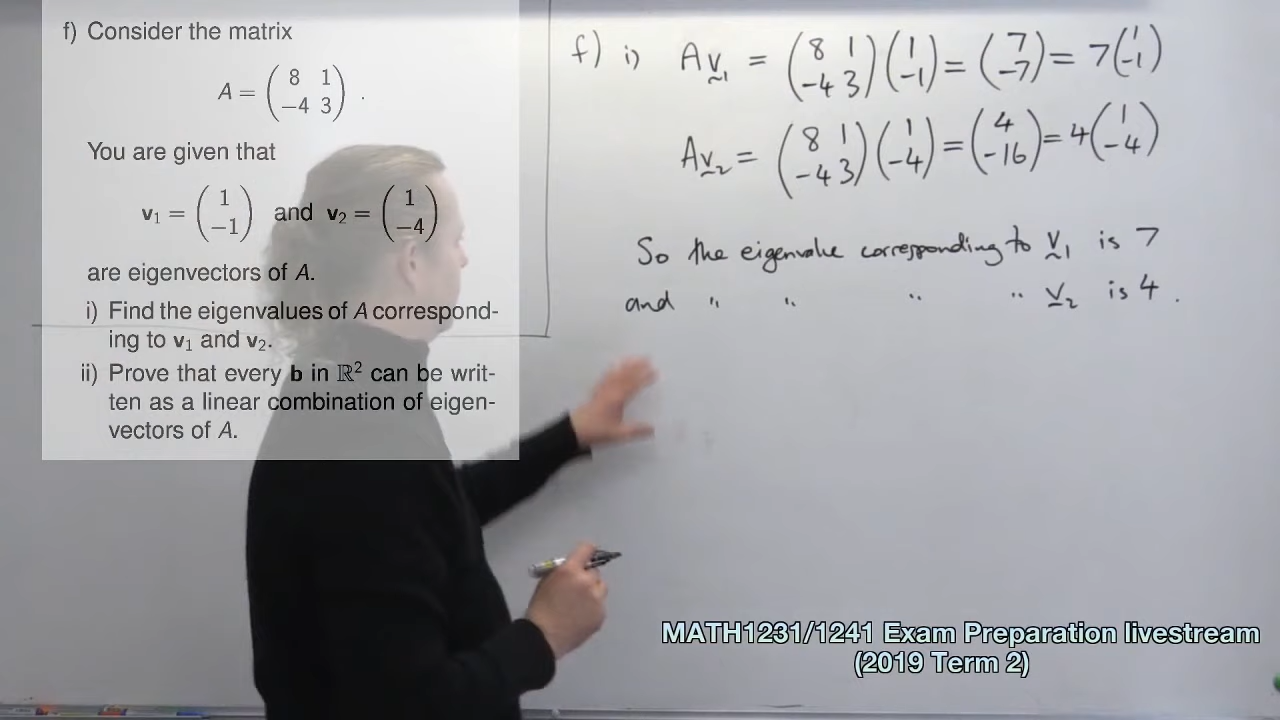 f) Consider the matrix
A = ( 8 1 ) .
( −4 3 )
You are given that
v₁ = ( 1 ) and v₂ = ( 1 )
( −1 ) ( −4 )
are eigenvectors of A.
i) Find the eigenvalues of A correspond-
ing to v₁ and v₂.
ii) Prove that every b in ℝ² can be writ-
ten as a linear combination of eigen-
vectors of A.
f) i) Av₁ = ( 8 1 ) ( 1 ) = ( 7 ) = 7 ( 1 )
( -4 3 ) ( -1 ) ( -7 ) ( -1 )
Av₂ = ( 8 1 ) ( 1 ) = ( 4 ) = 4 ( 1 )
( -4 3 ) ( -4 ) ( -16 ) ( -4 )
So the eigenvalue corresponding to v₁ is 7
and " " " " v₂ is 4 .
MATH1231/1241 Exam Preparation livestream
(2019 Term 2)